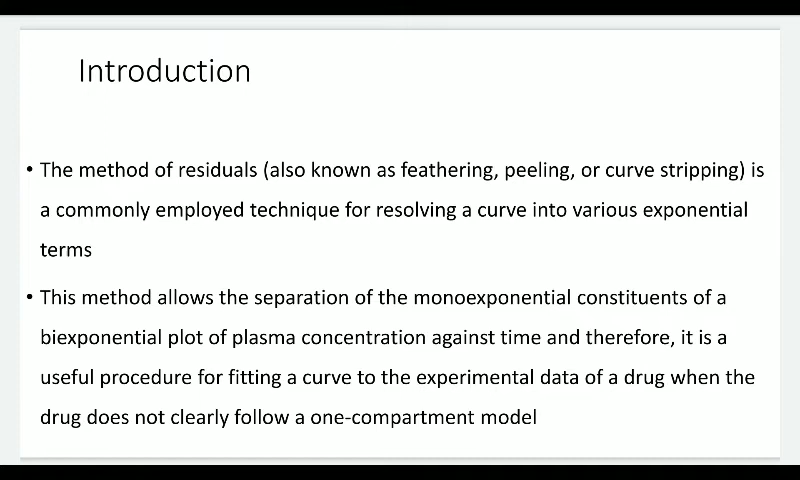 Introduction
• The method of residuals (also known as feathering, peeling, or curve stripping) is
a commonly employed technique for resolving a curve into various exponential
terms
• This method allows the separation of the monoexponential constituents of a
biexponential plot of plasma concentration against time and therefore, it is a
useful procedure for fitting a curve to the experimental data of a drug when the
drug does not clearly follow a one-compartment model